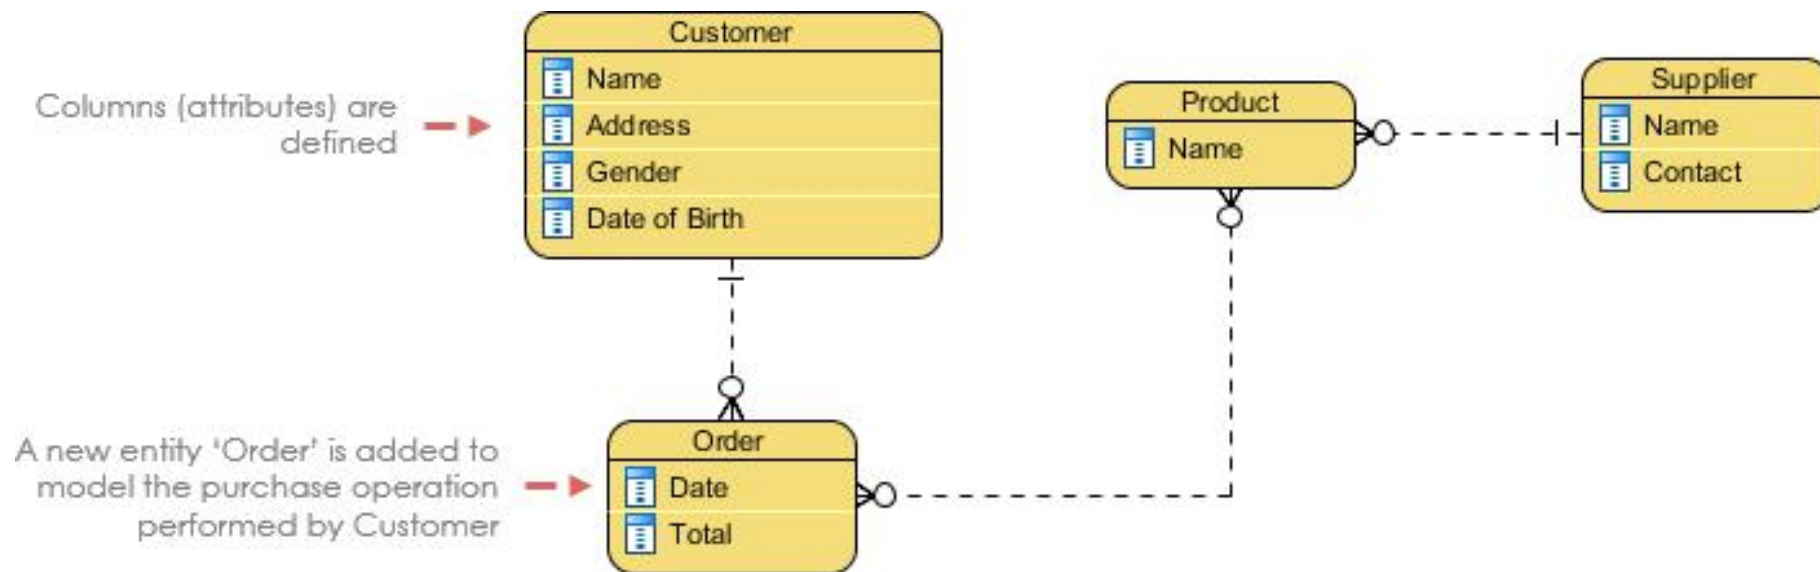 Columns (attributes) are
defined
Customer
Name
Address
Gender
Date of Birth
Product
Name
Supplier
Name
Contact
A new entity ‘Order’ is added to
model the purchase operation
performed by Customer
Order
Date
Total